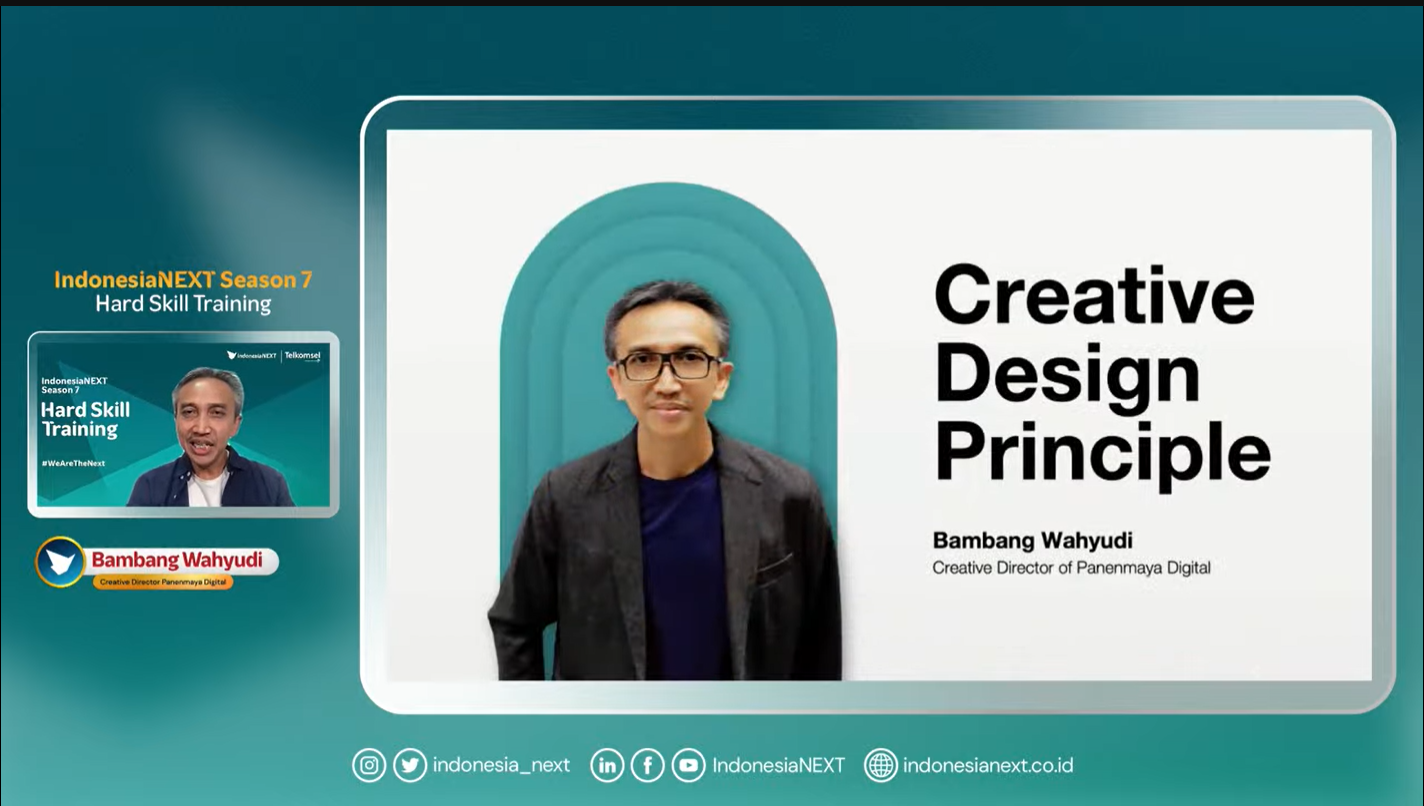 IndonesiaNEXT Season 7
Hard Skill Training
IndonesiaNEXT | Telkomsel
IndonesiaNEXT
Season 7
Hard Skill
Training
#WeAreTheNext
Bambang Wahyudi
Creative Director Panenmaya Digital
Creative
Design
Principle
Bambang Wahyudi
Creative Director of Panenmaya Digital
indonesia_next IndonesiaNEXT indonesianext.co.id